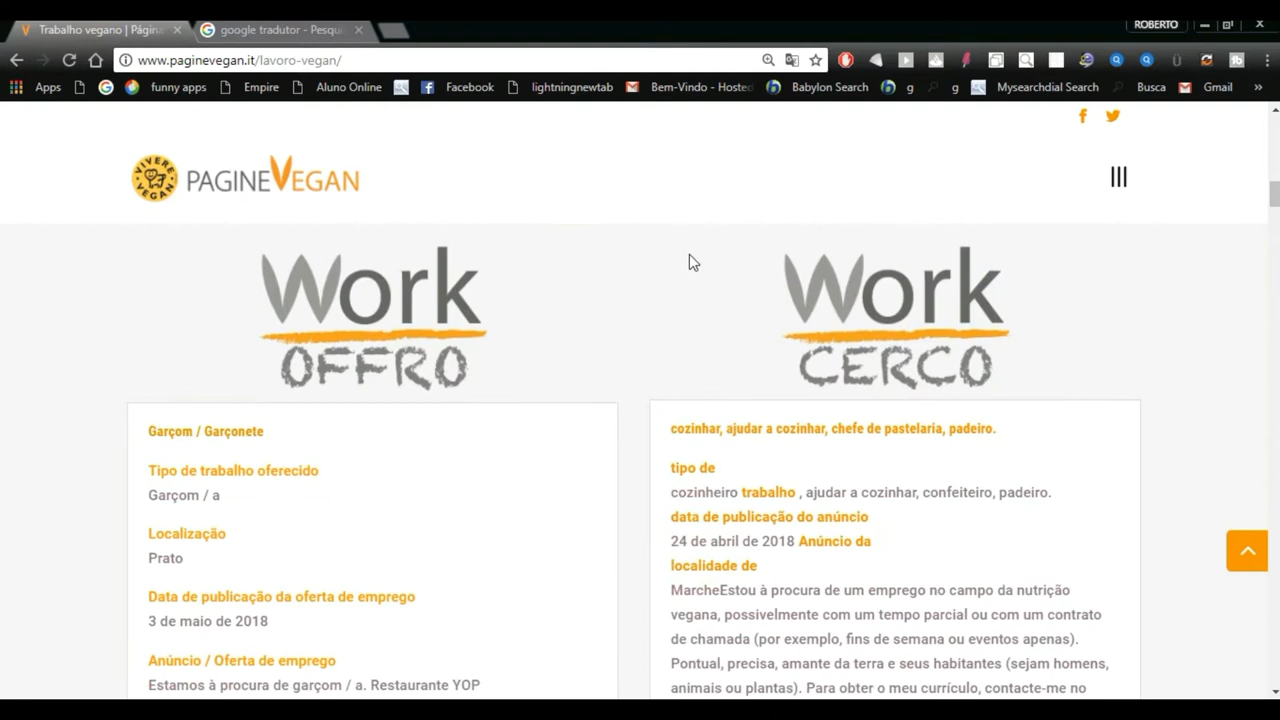 Trabalho vegano | Página
google tradutor - Pesqu
ROBERTO
www.paginevegan.it/lavoro-vegan/
Apps
funny apps
Empire
Aluno Online
Facebook
lightningnewtab
Bem-Vindo - Hosted
Babylon Search
g
g
Mysearchdial Search
Busca
Gmail
VIVERE VEGAN
PAGINEVEGAN
Work
OFFRO
Work
CERCO
Garçom / Garçonete
Tipo de trabalho oferecido
Garçom / a
Localização
Prato
Data de publicação da oferta de emprego
3 de maio de 2018
Anúncio / Oferta de emprego
Estamos à procura de garçom / a. Restaurante YOP
cozinhar, ajudar a cozinhar, chefe de pastelaria, padeiro.
tipo de
cozinheiro trabalho , ajudar a cozinhar, confeiteiro, padeiro.
data de publicação do anúncio
24 de abril de 2018 Anúncio da
localidade de
MarcheEstou à procura de um emprego no campo da nutrição
vegana, possivelmente com um tempo parcial ou com um contrato
de chamada (por exemplo, fins de semana ou eventos apenas).
Pontual, precisa, amante da terra e seus habitantes (sejam homens,
animais ou plantas). Para obter o meu currículo, contacte-me no